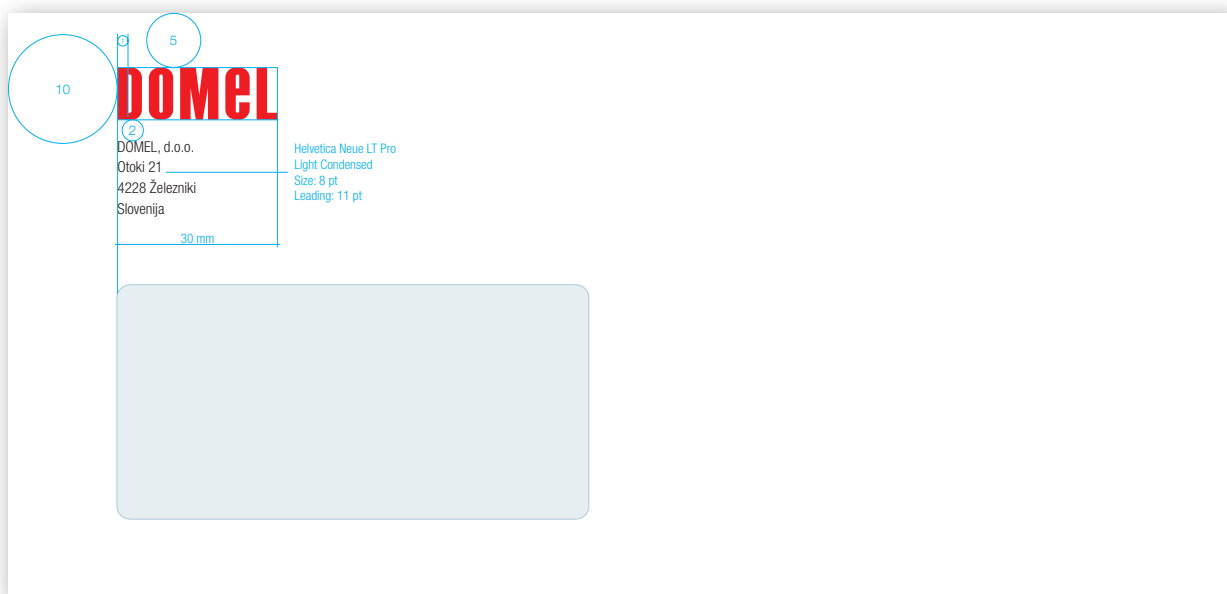 1
5
10
DOMEL
2
DOMEL, d.o.o.
Otoki 21
4228 Železniki
Slovenija
Helvetica Neue LT Pro
Light Condensed
Size: 8 pt
Leading: 11 pt
30 mm